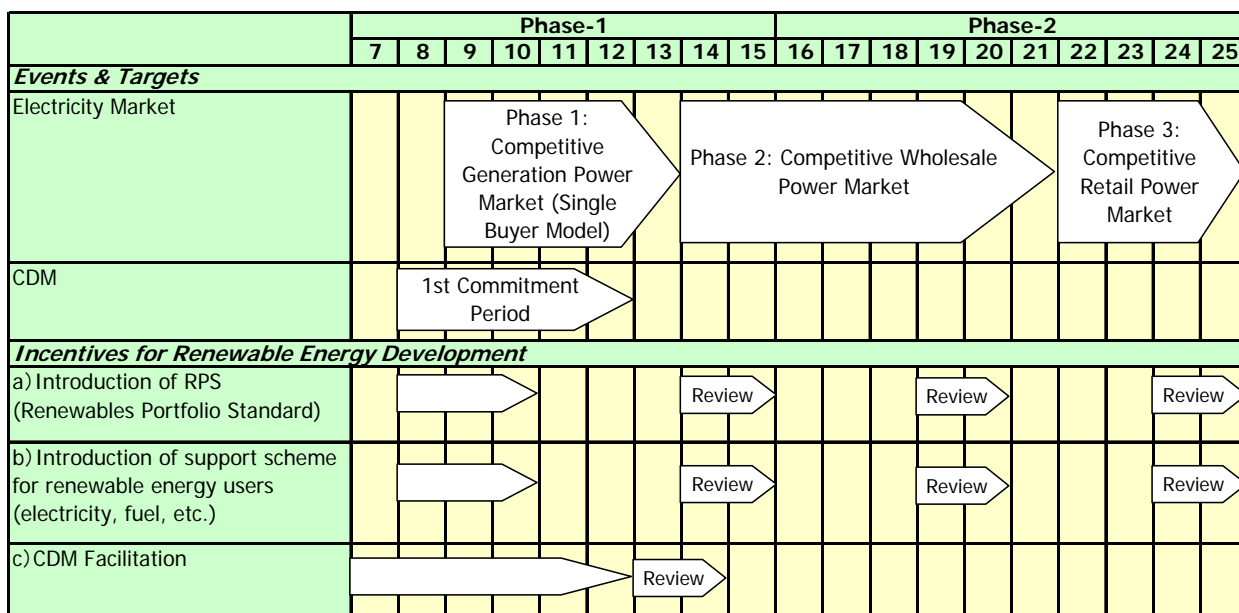 Phase-1 Phase-2
7 8 9 10 11 12 13 14 15 16 17 18 19 20 21 22 23 24 25
Events & Targets
Electricity Market
Phase 1:
Competitive
Generation Power
Market (Single
Buyer Model)
Phase 2: Competitive Wholesale
Power Market
Phase 3:
Competitive
Retail Power
Market
CDM
1st Commitment
Period
Incentives for Renewable Energy Development
a) Introduction of RPS
(Renewables Portfolio Standard)
Review Review Review
b) Introduction of support scheme
for renewable energy users
(electricity, fuel, etc.)
Review Review Review
c) CDM Facilitation
Review